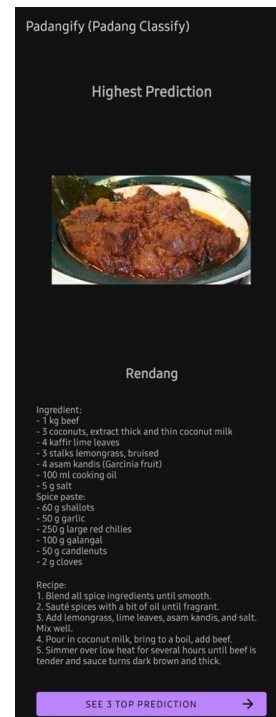 Padangify (Padang Classify)
Highest Prediction
Rendang
Ingredient:
- 1 kg beef
- 3 coconuts, extract thick and thin coconut milk
- 4 kaffir lime leaves
- 3 stalks lemongrass, bruised
- 4 asam kandis (Garcinia fruit)
- 100 ml cooking oil
- 5 g salt
Spice paste:
- 60 g shallots
- 50 g garlic
- 250 g large red chilies
- 100 g galangal
- 50 g candlenuts
- 2 g cloves
Recipe:
1. Blend all spice ingredients until smooth.
2. Sauté spices with a bit of oil until fragrant.
3. Add lemongrass, lime leaves, asam kandis, and salt.
Mix well.
4. Pour in coconut milk, bring to a boil, add beef.
5. Simmer over low heat for several hours until beef is
tender and sauce turns dark brown and thick.
SEE 3 TOP PREDICTION